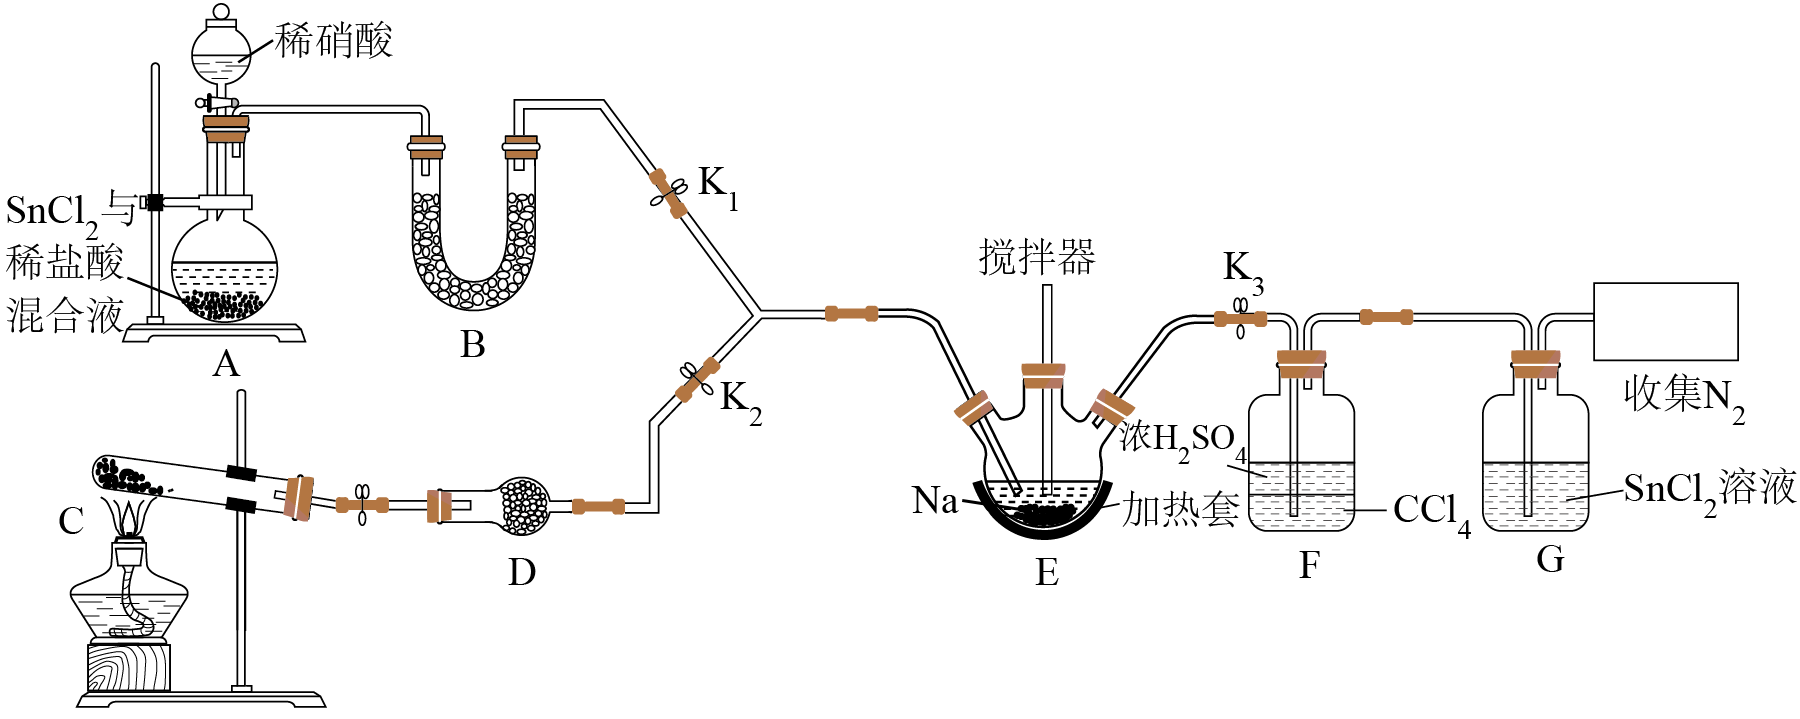 稀硝酸
SnCl₂与
稀盐酸
混合液
A
B
K₁
K₂
搅拌器
K₃
收集N₂
浓H₂SO₄
Na
加热套
CCl₄
SnCl₂溶液
C
D
E
F
G